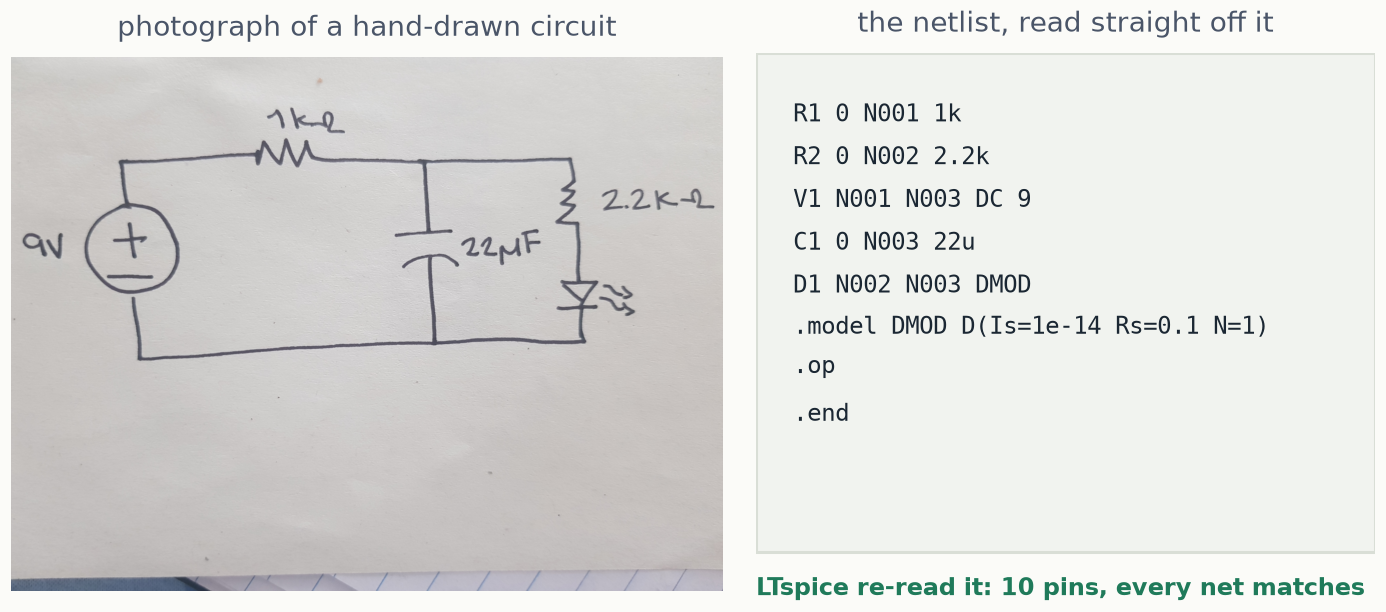 photograph of a hand-drawn circuit
1kΩ
9V
22µF
2.2KΩ
the netlist, read straight off it
R1 0 N001 1k
R2 0 N002 2.2k
V1 N001 N003 DC 9
C1 0 N003 22u
D1 N002 N003 DMOD
.model DMOD D(Is=1e-14 Rs=0.1 N=1)
.op
.end
LTspice re-read it: 10 pins, every net matches